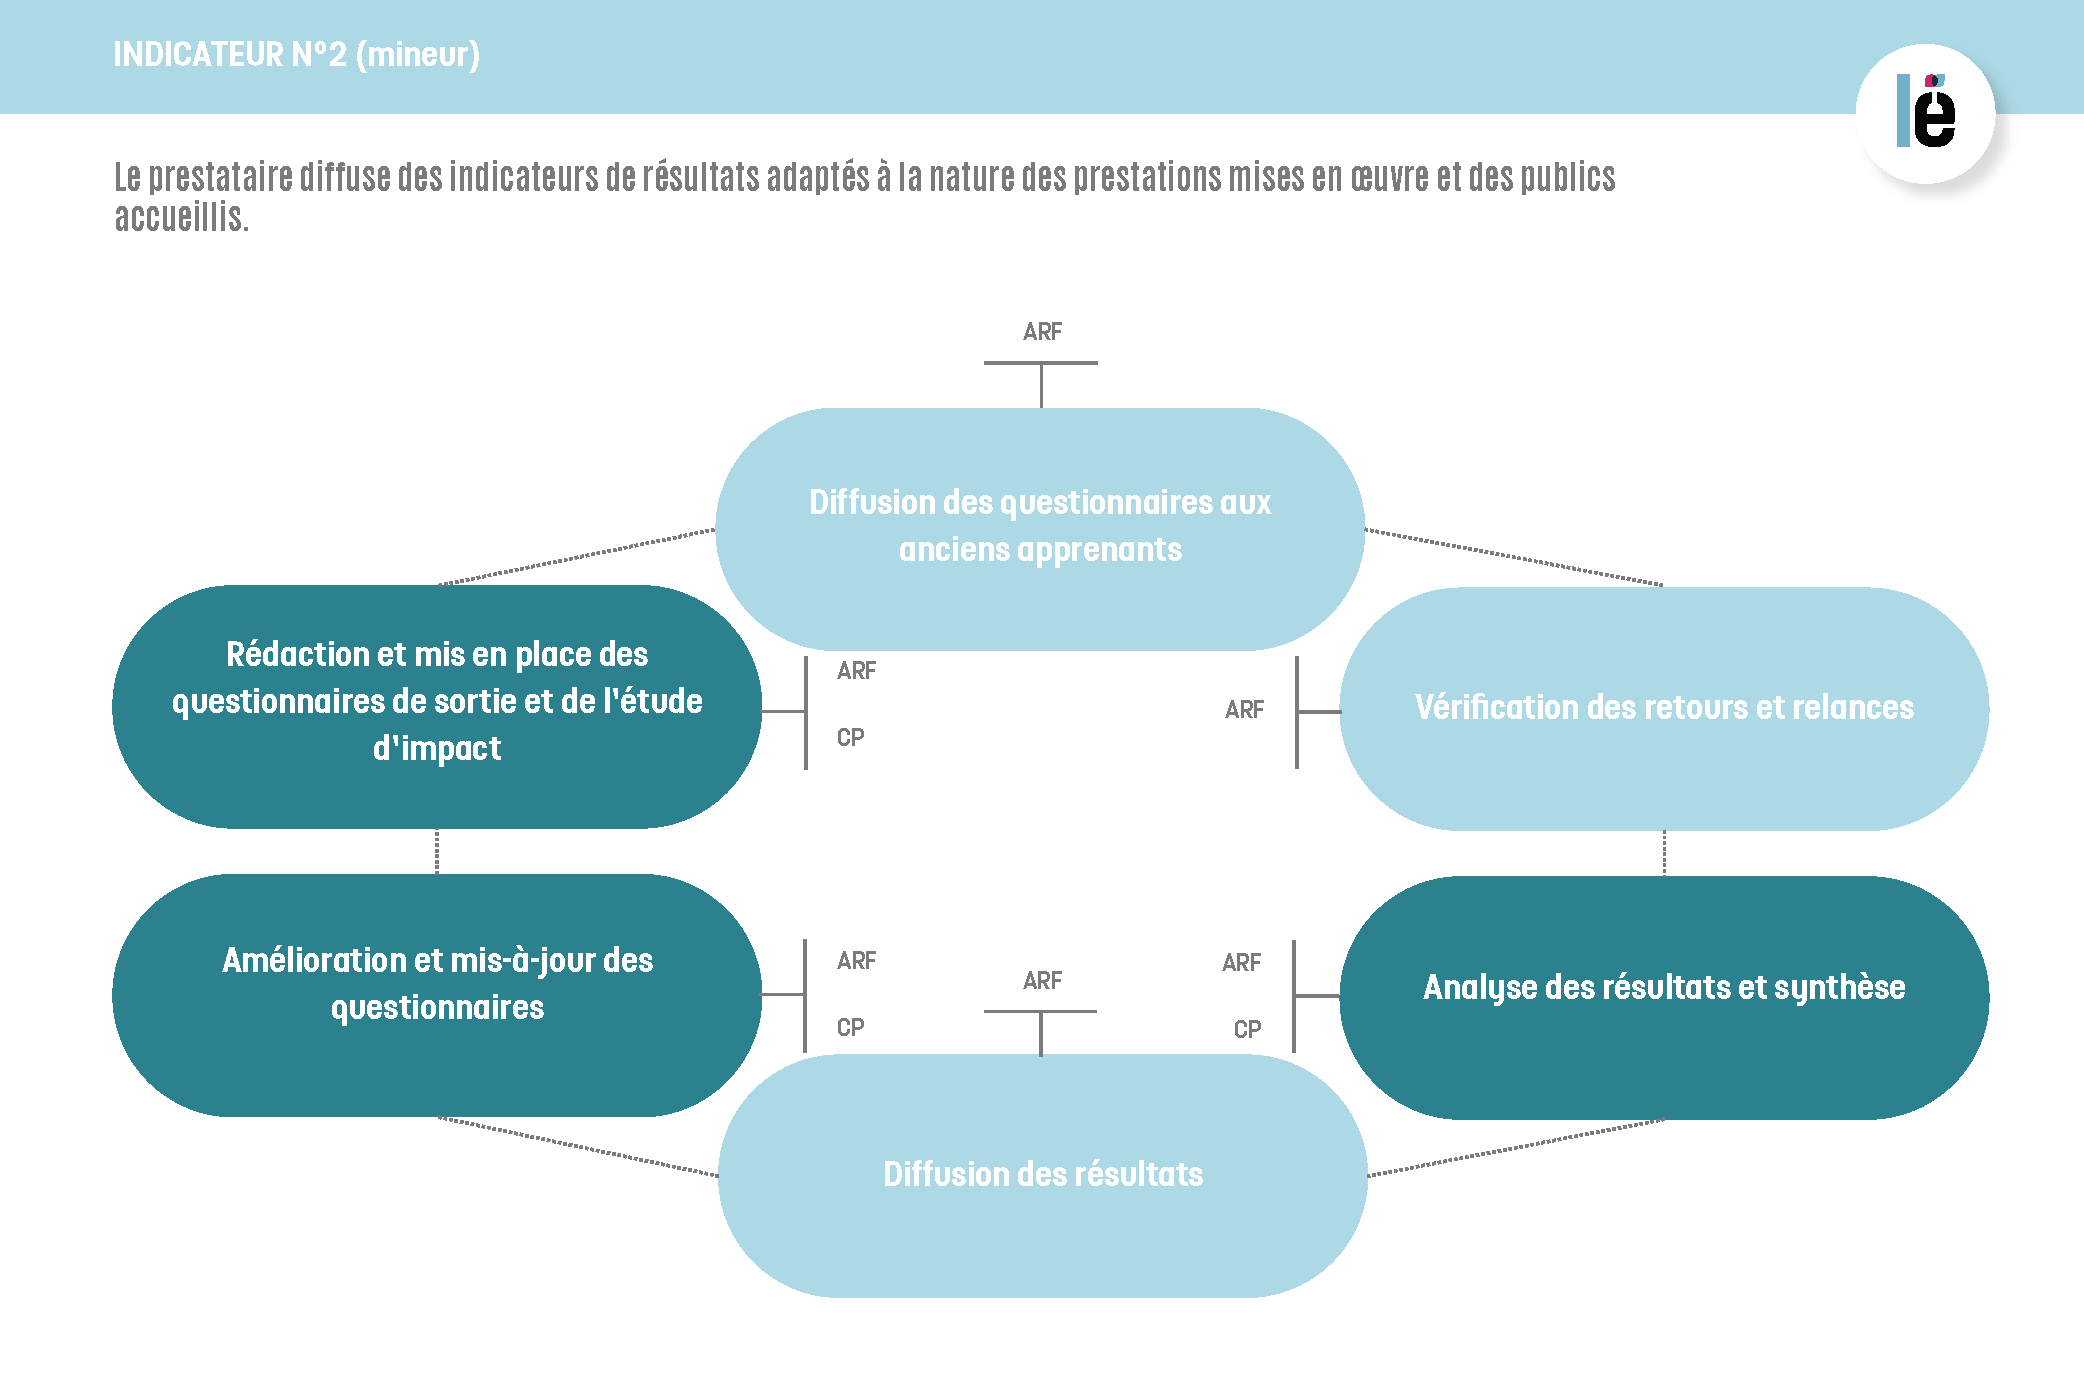 INDICATEUR N°2 (mineur)
lé
Le prestataire diffuse des indicateurs de résultats adaptés à la nature des prestations mises en œuvre et des publics
accueillis.
ARF
Diffusion des questionnaires aux
anciens apprenants
Rédaction et mis en place des
questionnaires de sortie et de l'étude
d'impact
ARF
CP
ARF
Vérification des retours et relances
Amélioration et mis-à-jour des
questionnaires
ARF
CP
ARF
ARF
CP
Analyse des résultats et synthèse
Diffusion des résultats